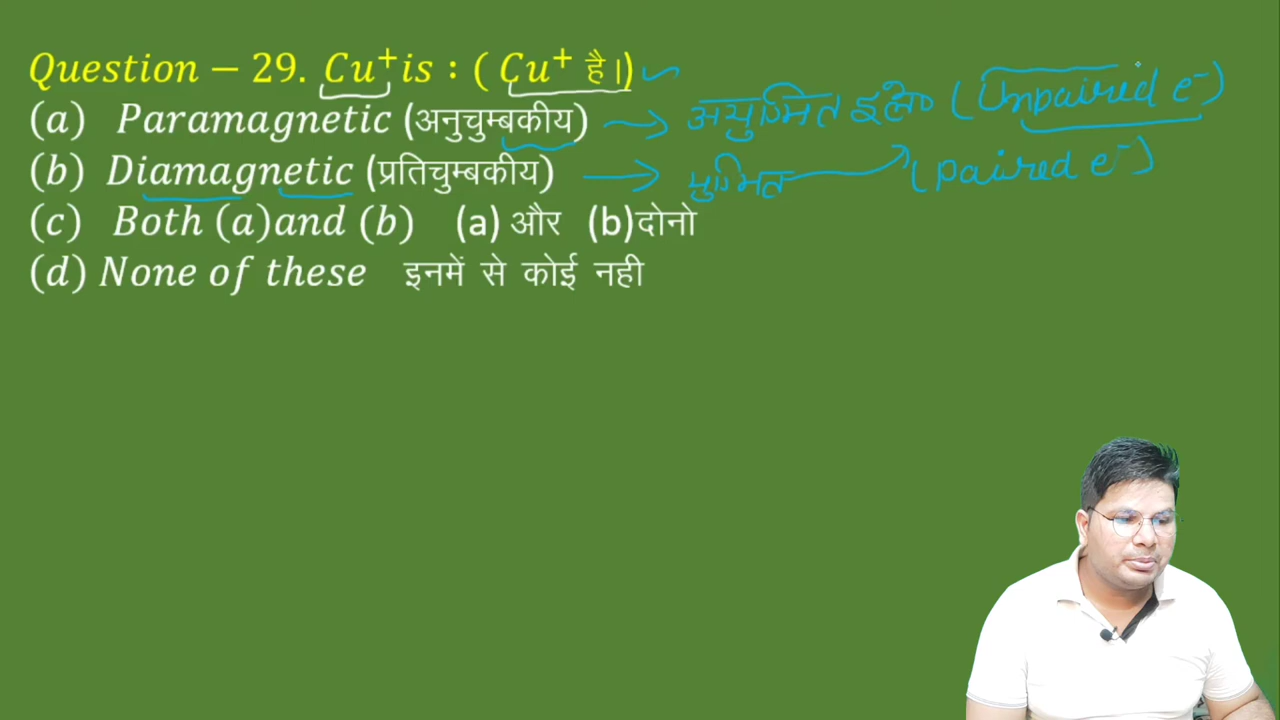 Question − 29. Cu⁺is : ( Cu⁺ है।)
(a) Paramagnetic (अनुचुम्बकीय) → अयुग्मित इले० (Unpaired e⁻)
(b) Diamagnetic (प्रतिचुम्बकीय) → युग्मित (paired e⁻)
(c) Both (a)and (b) (a) और (b)दोनो
(d) None of these इनमें से कोई नही